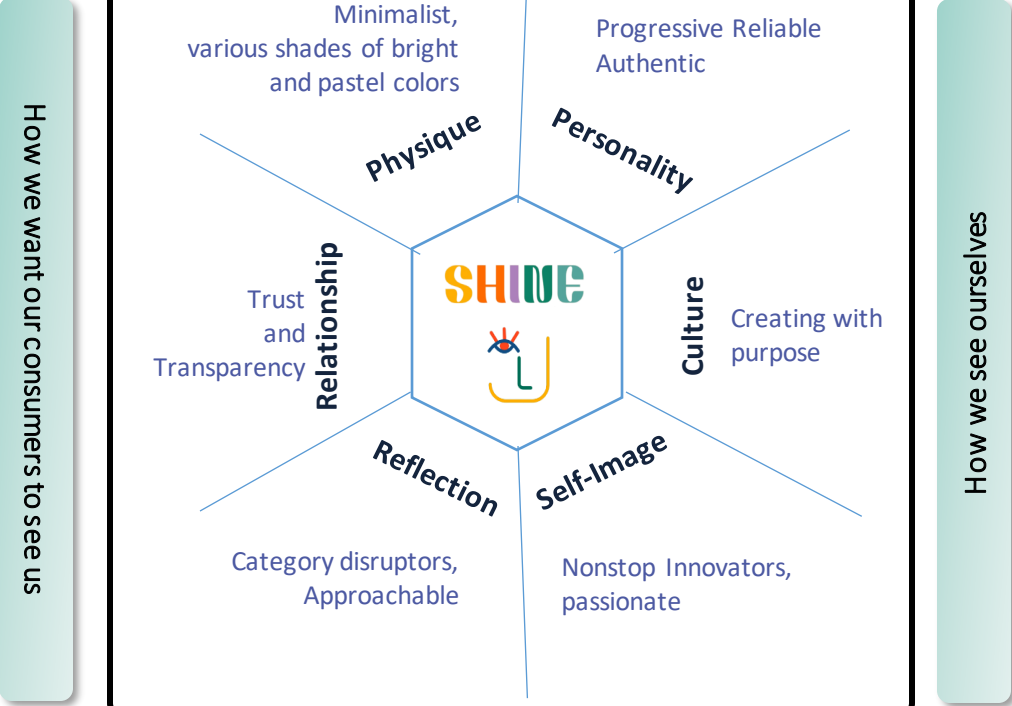 How we want our consumers to see us
Minimalist,
various shades of bright
and pastel colors
Physique
Progressive Reliable
Authentic
Personality
Relationship
Trust
and
Transparency
SHINE
Culture
Creating with
purpose
Reflection
Category disruptors,
Approachable
Self-Image
Nonstop Innovators,
passionate
How we see ourselves